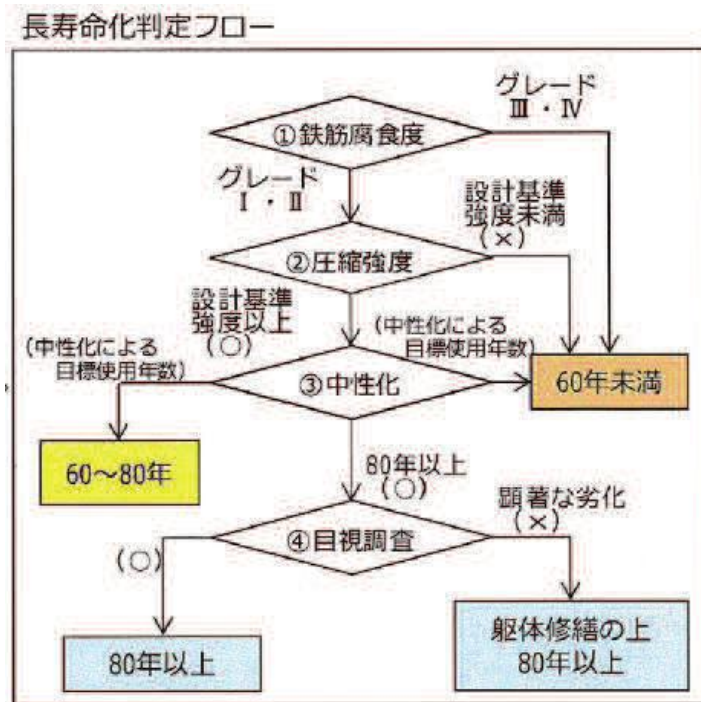 長寿命化判定フロー
グレード
Ⅲ・Ⅳ
①鉄筋腐食度
グレード
Ⅰ・Ⅱ
設計基準
強度未満
(×)
②圧縮強度
設計基準
強度以上
(○)
(中性化による
目標使用年数)
(中性化による
目標使用年数)
③中性化
60年未満
60～80年
80年以上
(○)
顕著な劣化
(×)
④目視調査
(○)
80年以上
躯体修繕の上
80年以上